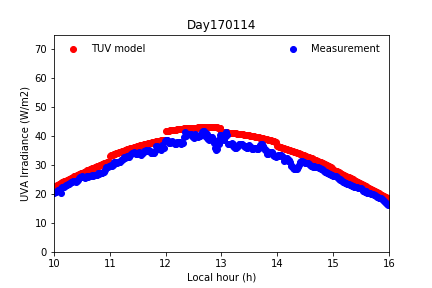 Day170114
TUV model
Measurement
70
60
50
40
30
20
10
0
UVA Irradiance (W/m2)
10 11 12 13 14 15 16
Local hour (h)